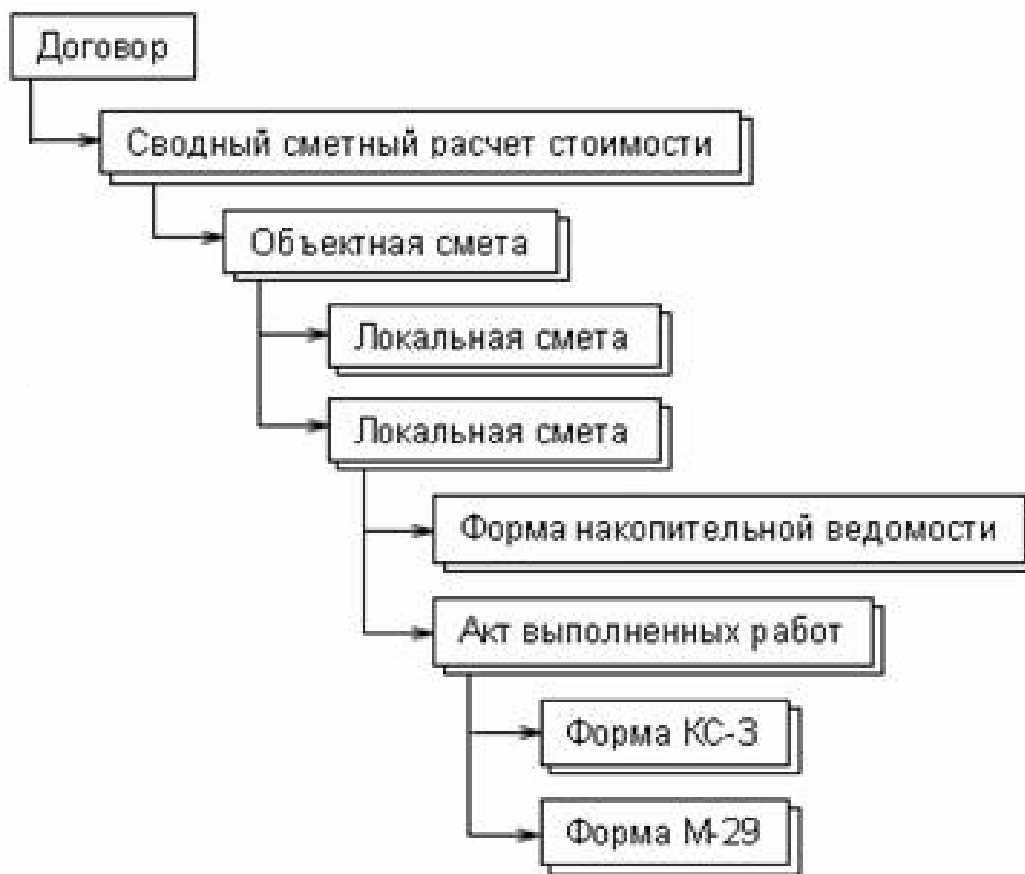 Договор
Сводный сметный расчет стоимости
Объектная смета
Локальная смета
Локальная смета
Форма накопительной ведомости
Акт выполненных работ
Форма КС-3
Форма М-29